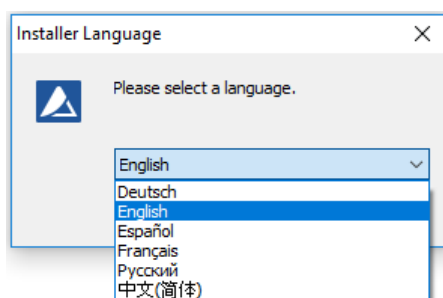 Installer Language
Please select a language.
English
Deutsch
English
Español
Français
Русский
中文(简体)